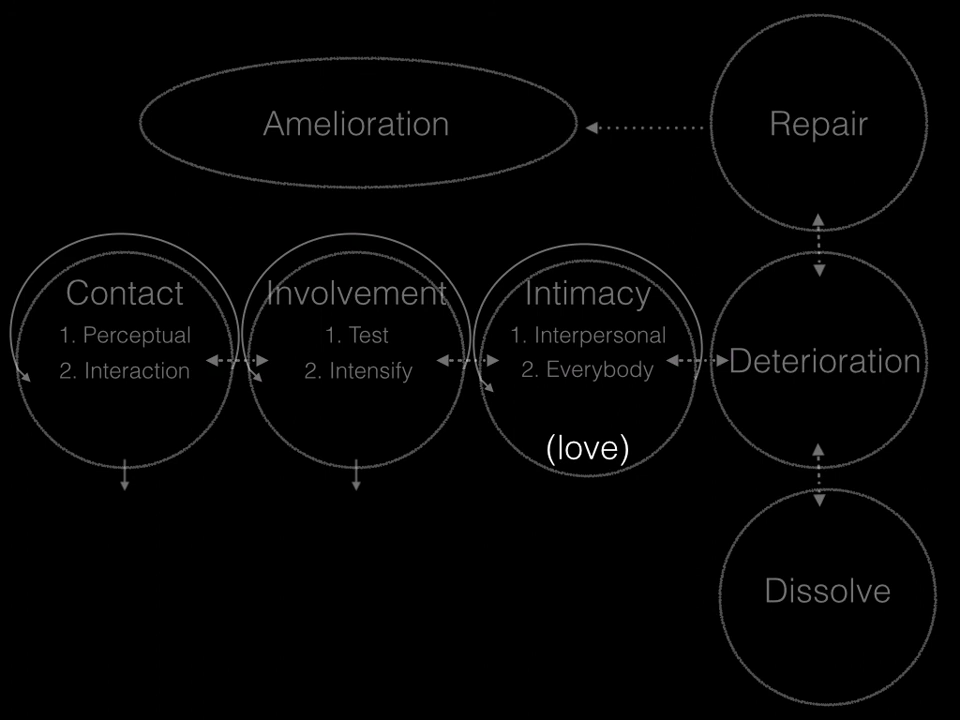 Amelioration
Repair
Contact
1. Perceptual
2. Interaction
Involvement
1. Test
2. Intensify
Intimacy
1. Interpersonal
2. Everybody
(love)
Deterioration
Dissolve